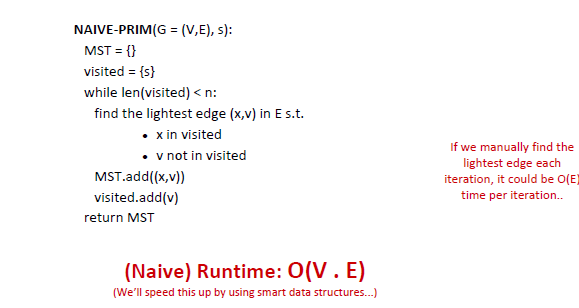 NAIVE-PRIM(G = (V,E), s):
MST = {}
visited = {s}
while len(visited) < n:
find the lightest edge (x,v) in E s.t.
• x in visited
• v not in visited
MST.add((x,v))
visited.add(v)
return MST
If we manually find the
lightest edge each
iteration, it could be O(E)
time per iteration..
(Naive) Runtime: O(V . E)
(We'll speed this up by using smart data structures...)